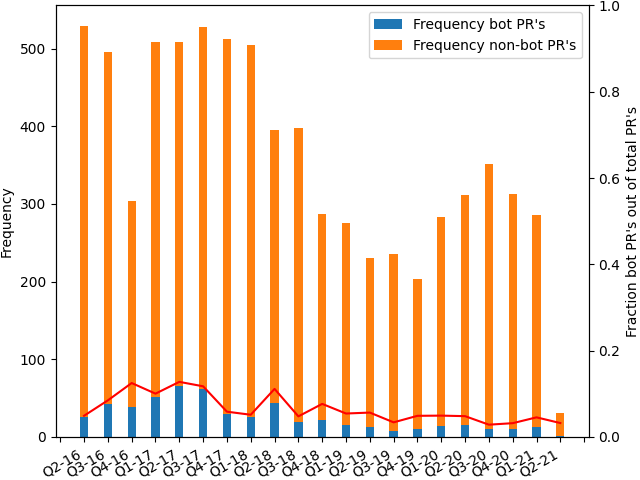 Frequency bot PR's
Frequency non-bot PR's
Frequency
500
400
300
200
100
0
1.0
0.8
0.6
0.4
0.2
0.0
Fraction bot PR's out of total PR's
Q2-16
Q3-16
Q4-16
Q1-17
Q2-17
Q3-17
Q4-17
Q1-18
Q2-18
Q3-18
Q4-18
Q1-19
Q2-19
Q3-19
Q4-19
Q1-20
Q2-20
Q3-20
Q4-20
Q1-21
Q2-21